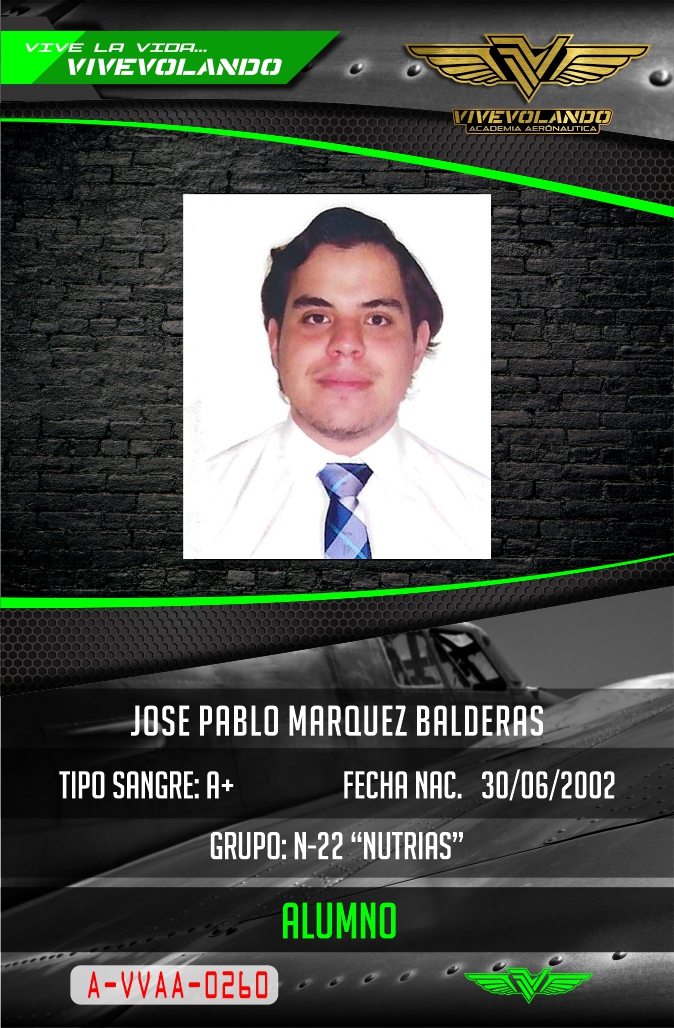 VIVE LA VIDA...
VIVEVOLANDO
VIVEVOLANDO
ACADEMIA AERÓNAUTICA
JOSE PABLO MARQUEZ BALDERAS
TIPO SANGRE: A+ FECHA NAC. 30/06/2002
GRUPO: N-22 “NUTRIAS”
ALUMNO
A-VVAA-0260